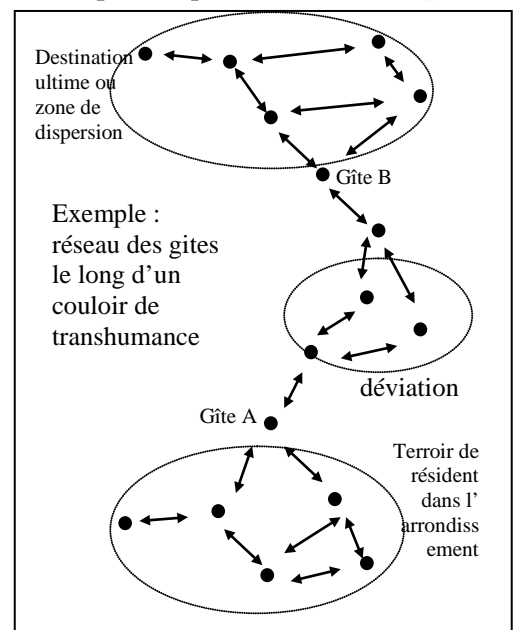 Destination
ultime ou
zone de
dispersion
Gîte B
Exemple :
réseau des gites
le long d'un
couloir de
transhumance
déviation
Gîte A
Terroir de
résident
dans l'
arrondiss
ement